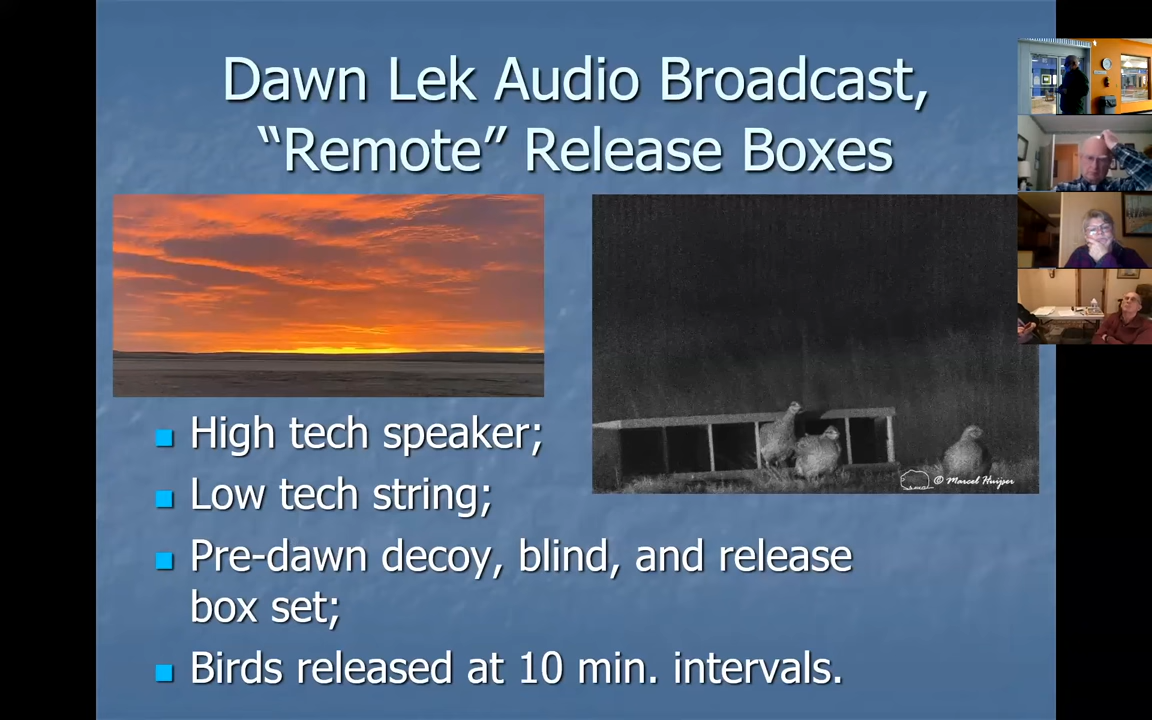 Dawn Lek Audio Broadcast,
“Remote” Release Boxes
High tech speaker;
Low tech string;
Pre-dawn decoy, blind, and release
box set;
Birds released at 10 min. intervals.
© Marcel Huijser